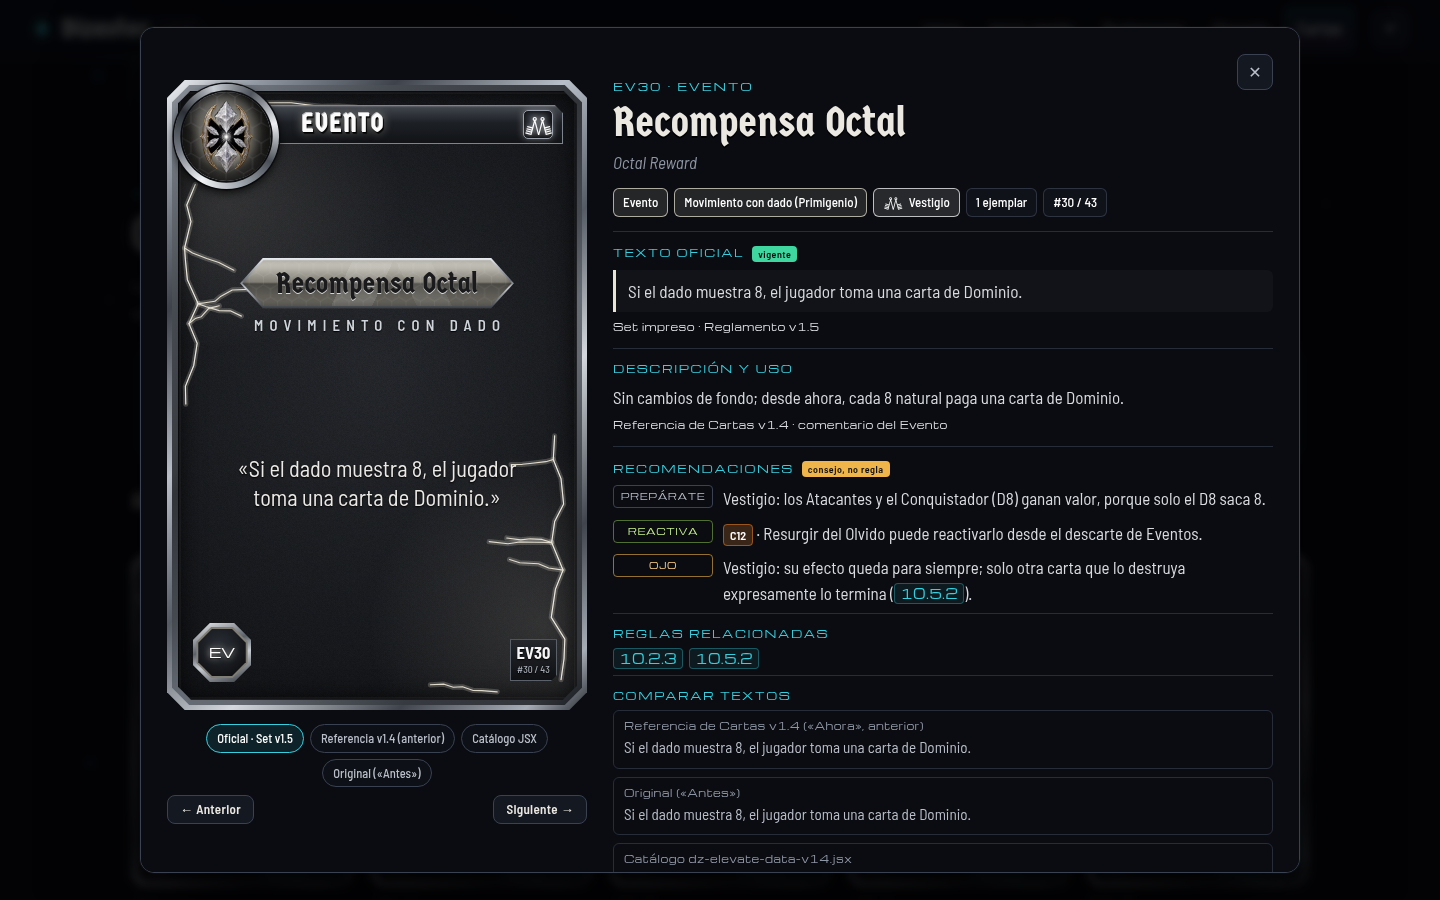 EVENTO
Recompensa Octal
MOVIMIENTO CON DADO
«Si el dado muestra 8, el jugador
toma una carta de Dominio.»
EV
EV30
#30 / 43
Oficial · Set v1.5
Referencia v1.4 (anterior)
Catálogo JSX
Original («Antes»)
← Anterior
Siguiente →
×
EV30 · EVENTO
Recompensa Octal
Octal Reward
Evento
Movimiento con dado (Primigenio)
Vestigio
1 ejemplar
#30 / 43
TEXTO OFICIAL vigente
Si el dado muestra 8, el jugador toma una carta de Dominio.
Set impreso · Reglamento v1.5
DESCRIPCIÓN Y USO
Sin cambios de fondo; desde ahora, cada 8 natural paga una carta de Dominio.
Referencia de Cartas v1.4 · comentario del Evento
RECOMENDACIONES consejo, no regla
PREPÁRATE Vestigio: los Atacantes y el Conquistador (D8) ganan valor, porque solo el D8 saca 8.
REACTIVA C12 · Resurgir del Olvido puede reactivarlo desde el descarte de Eventos.
OJO Vestigio: su efecto queda para siempre; solo otra carta que lo destruya
expresamente lo termina (10.5.2).
REGLAS RELACIONADAS
10.2.3 10.5.2
COMPARAR TEXTOS
Referencia de Cartas v1.4 («Ahora», anterior)
Si el dado muestra 8, el jugador toma una carta de Dominio.
Original («Antes»)
Si el dado muestra 8, el jugador toma una carta de Dominio.
Catálogo dz-elevate-data-v14.jsx